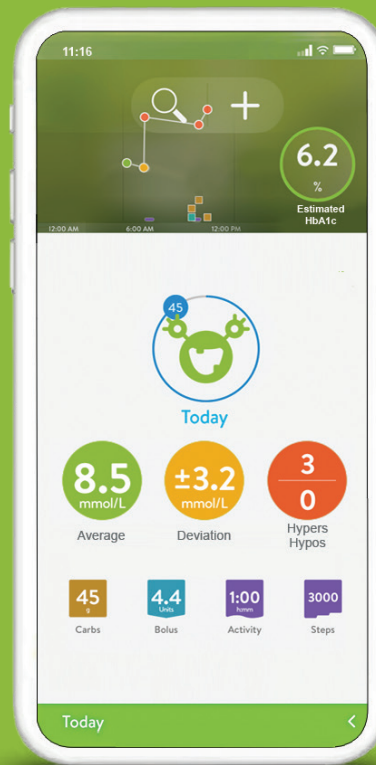 11:16
6.2
%
Estimated
HbA1c
12:00 AM 6:00 AM 12:00 PM
45
Today
8.5
mmol/L
Average
±3.2
mmol/L
Deviation
3
0
Hypers
Hypos
45
g
Carbs
4.4
Units
Bolus
1:00
h:mm
Activity
3000
Steps
Today